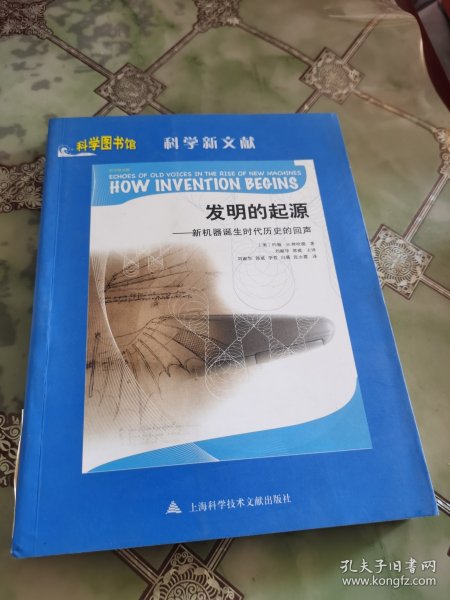 科学图书馆
科学新文献
ECHOES OF OLD VOICES IN THE RISE OF NEW MACHINES
HOW INVENTION BEGINS
发明的起源
——新机器诞生时代历史的回声
上海科学技术文献出版社
孔夫子旧书网
www.kongfz.com